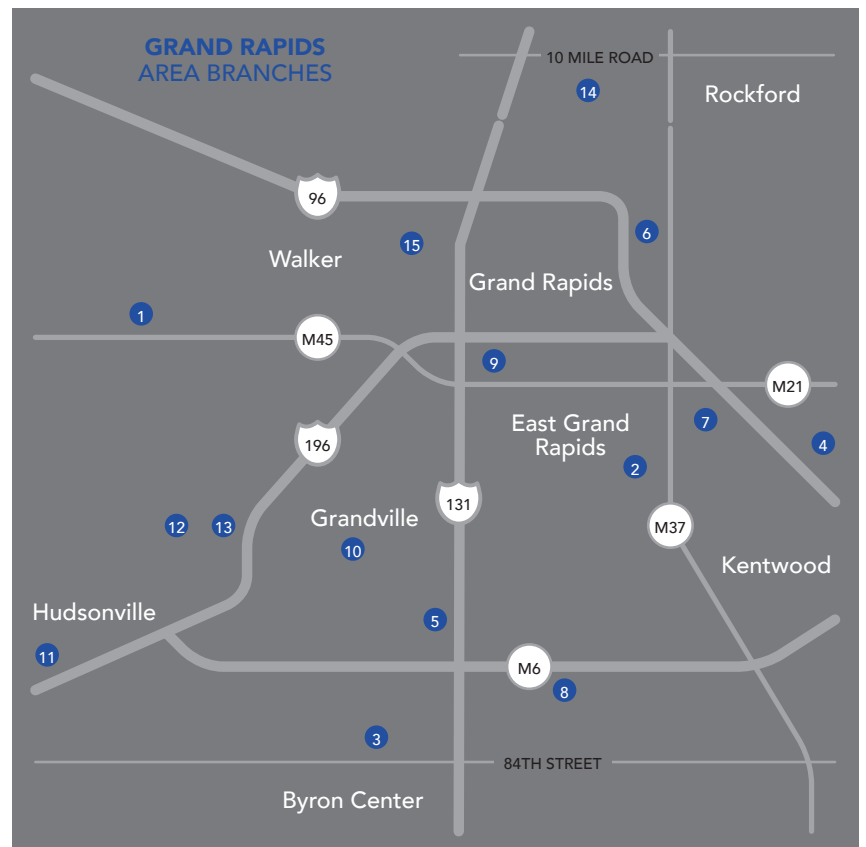 GRAND RAPIDS
AREA BRANCHES
10 MILE ROAD
14
Rockford
96
6
15
Walker
Grand Rapids
1
M45
9
M21
East Grand
Rapids
7
4
196
2
131
12
13
Grandville
10
M37
Kentwood
Hudsonville
5
11
M6
8
3
84TH STREET
Byron Center